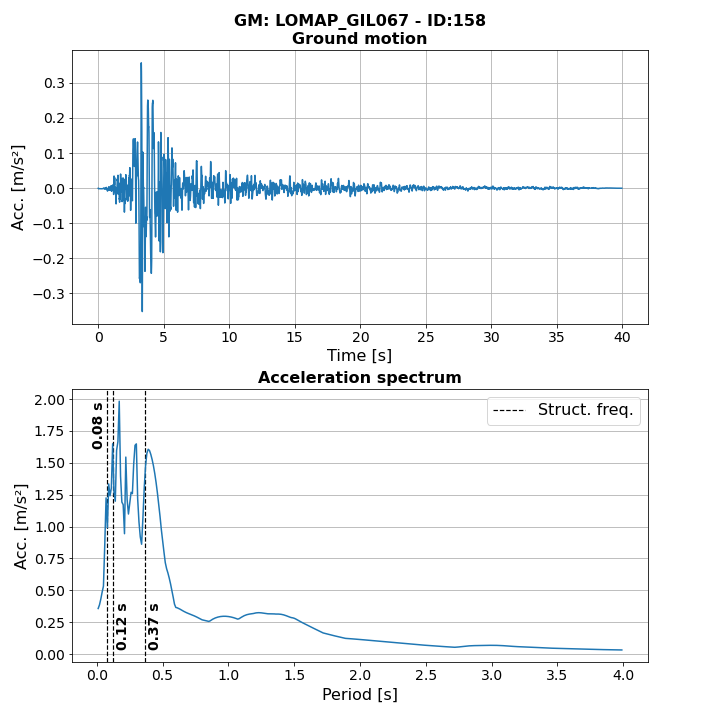 GM: LOMAP_GIL067 - ID:158
Ground motion
Acc. [m/s²]
0.3
0.2
0.1
0.0
−0.1
−0.2
−0.3
0 5 10 15 20 25 30 35 40
Time [s]
Acceleration spectrum
Acc. [m/s²]
2.00
1.75
1.50
1.25
1.00
0.75
0.50
0.25
0.00
0.08 s
0.12 s
0.37 s
Struct. freq.
0.0 0.5 1.0 1.5 2.0 2.5 3.0 3.5 4.0
Period [s]